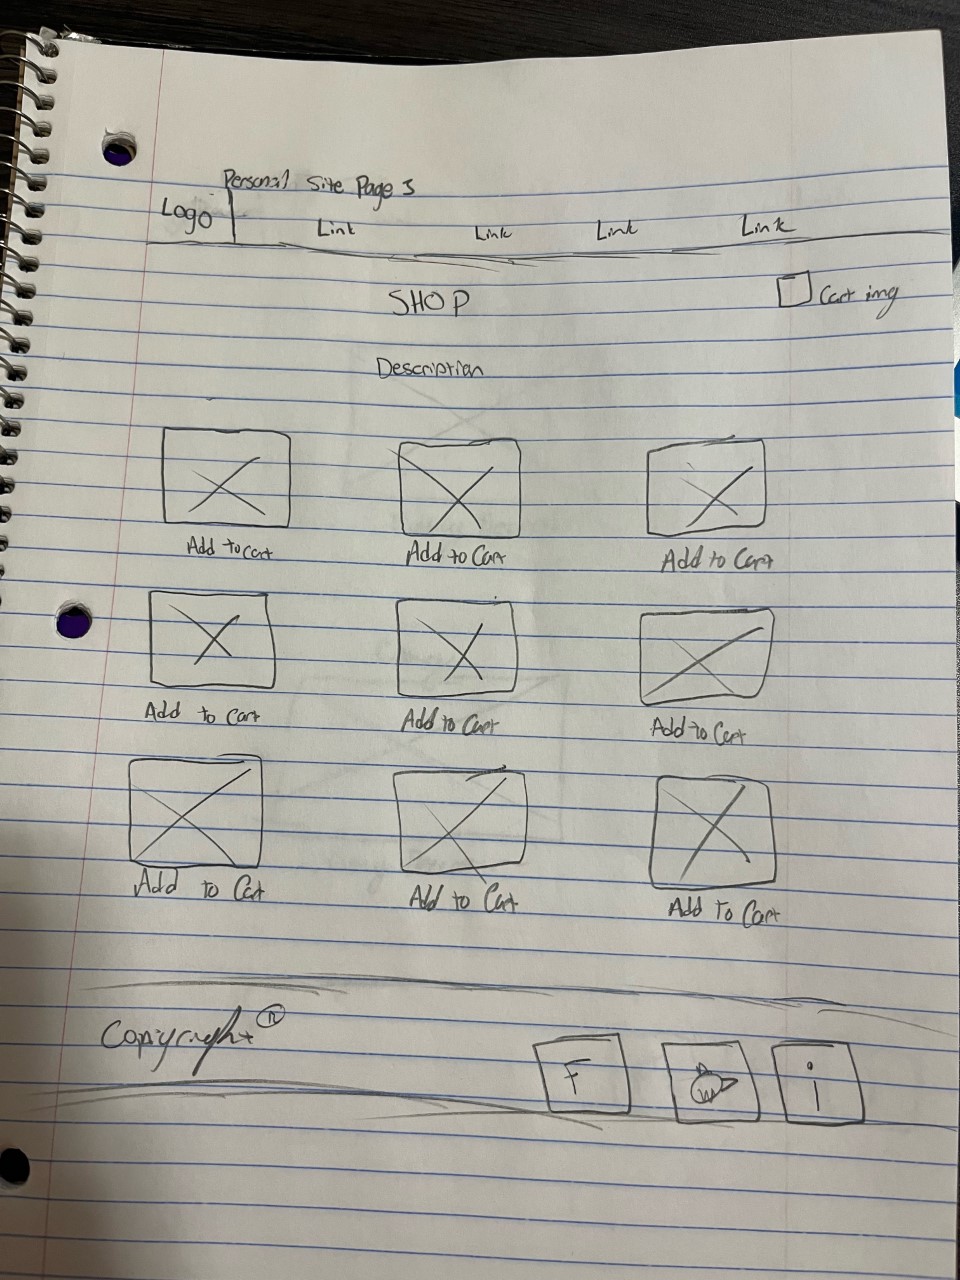 Personal Site Page 3
Logo Link Link Link Link
SHOP Cart img
Description
Add to Cart Add to Cart Add to Cart
Add to Cart Add to Cart Add to Cart
Add to Cart Add to Cart Add To Cart
Copyright ®
F i